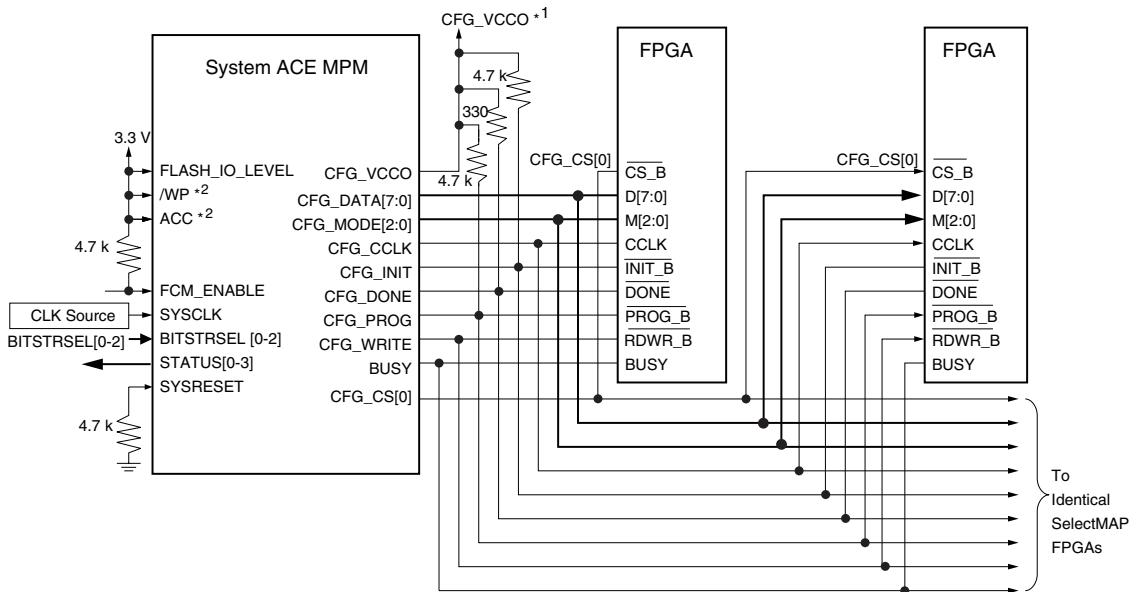 CFG_VCCO *1
System ACE MPM
FPGA
FPGA
4.7 k
330
4.7 k
3.3 V
FLASH_IO_LEVEL
/WP *2
ACC *2
4.7 k
FCM_ENABLE
CLK Source
SYSCLK
BITSTRSEL[0-2]
BITSTRSEL [0-2]
STATUS[0-3]
SYSRESET
4.7 k
CFG_VCCO
CFG_DATA[7:0]
CFG_MODE[2:0]
CFG_CCLK
CFG_INIT
CFG_DONE
CFG_PROG
CFG_WRITE
BUSY
CFG_CS[0]
CFG_CS[0]
CS_B
D[7:0]
M[2:0]
CCLK
INIT_B
DONE
PROG_B
RDWR_B
BUSY
CFG_CS[0]
CS_B
D[7:0]
M[2:0]
CCLK
INIT_B
DONE
PROG_B
RDWR_B
BUSY
To
Identical
SelectMAP
FPGAs